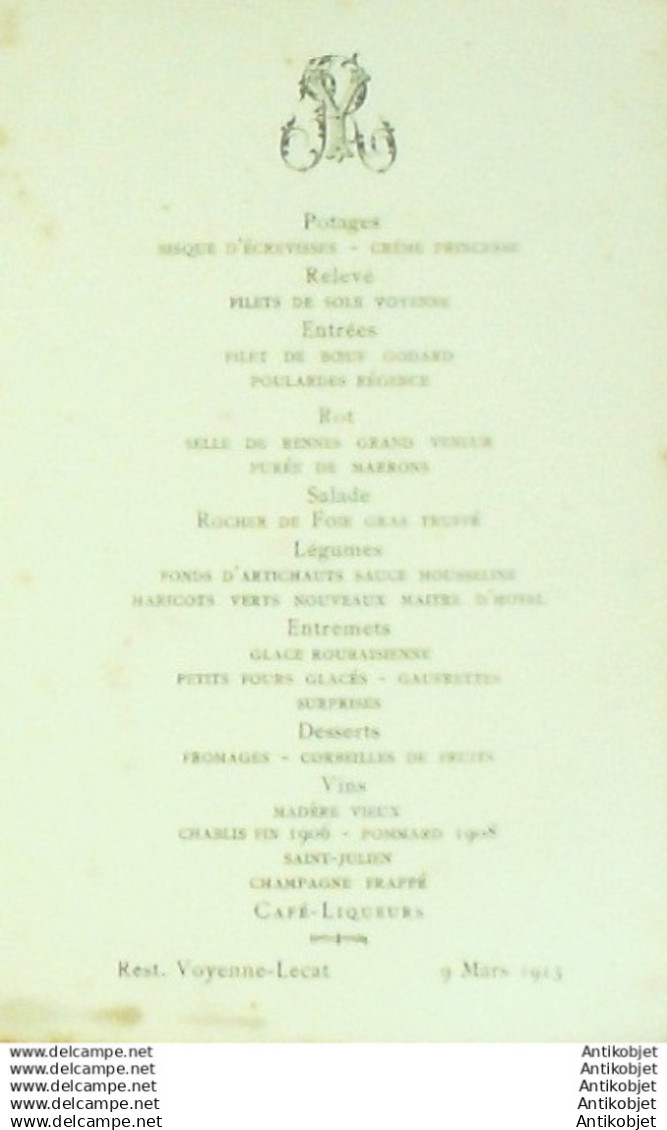 Potages
BISQUE D'ÉCREVISSES - CRÈME PRINCESSE
Relevé
FILETS DE SOLE VOYENNE
Entrées
FILET DE BŒUF GODARD
POULARDES RÉGENCE
Rot
SELLE DE RENNES GRAND VENEUR
PURÉE DE MARRONS
Salade
ROCHER DE FOIE GRAS TRUFFÉ
Légumes
FONDS D'ARTICHAUTS SAUCE MOUSSELINE
HARICOTS VERTS NOUVEAUX MAITRE D'HOTEL
Entremets
GLACE ROUBAISIENNE
PETITS FOURS GLACÉS - GAUFRETTES
SURPRISES
Desserts
FROMAGES - CORBEILLES DE FRUITS
Vins
MADÈRE VIEUX
CHABLIS FIN 1906 - POMMARD 1908
SAINT-JULIEN
CHAMPAGNE FRAPPÉ
CAFÉ-LIQUEURS
Rest. Voyenne-Lecat 9 Mars 1913
www.delcampe.net Antikobjet
www.delcampe.net Antikobjet
www.delcampe.net Antikobjet
www.delcampe.net Antikobjet
www.delcampe.net Antikobjet